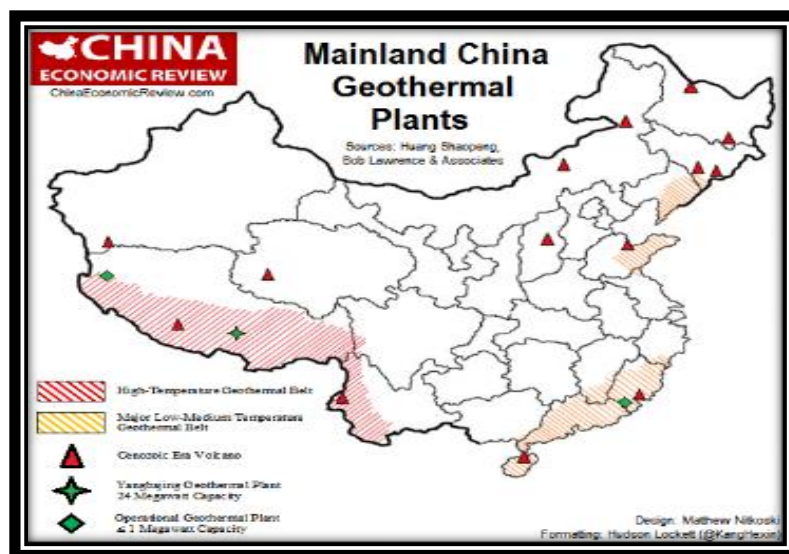 CHINA
ECONOMIC REVIEW
ChinaEconomicReview.com
Mainland China
Geothermal
Plants
Sources: Huang Shaopeng,
Bob Lawrence & Associates
High-Temperature Geothermal Belt
Major Low-Medium Temperature
Geothermal Belt
Cenozoic Era Volcano
Yangbajing Geothermal Plant
24 Megawatt Capacity
Operational Geothermal Plant
≤ 1 Megawatt Capacity
Design: Matthew Nitkoski
Formatting: Hudson Lockett (@KangHexin)